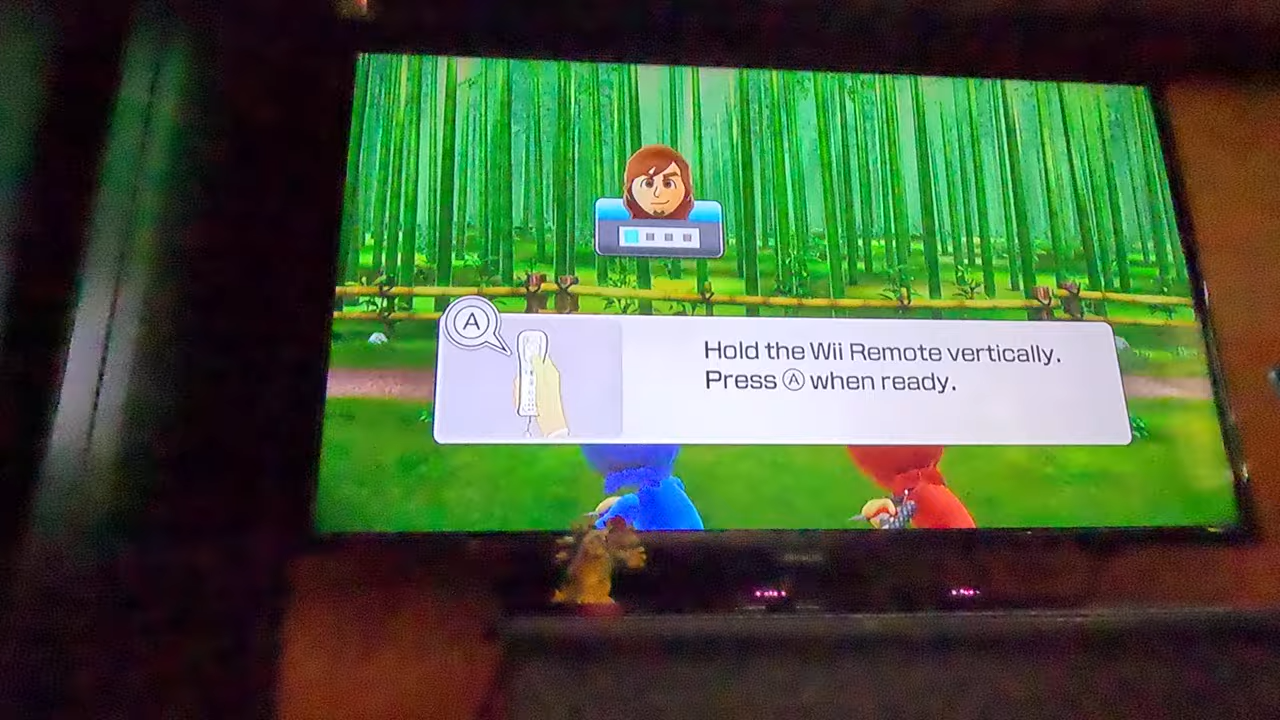 A
Hold the Wii Remote vertically.
Press Ⓐ when ready.